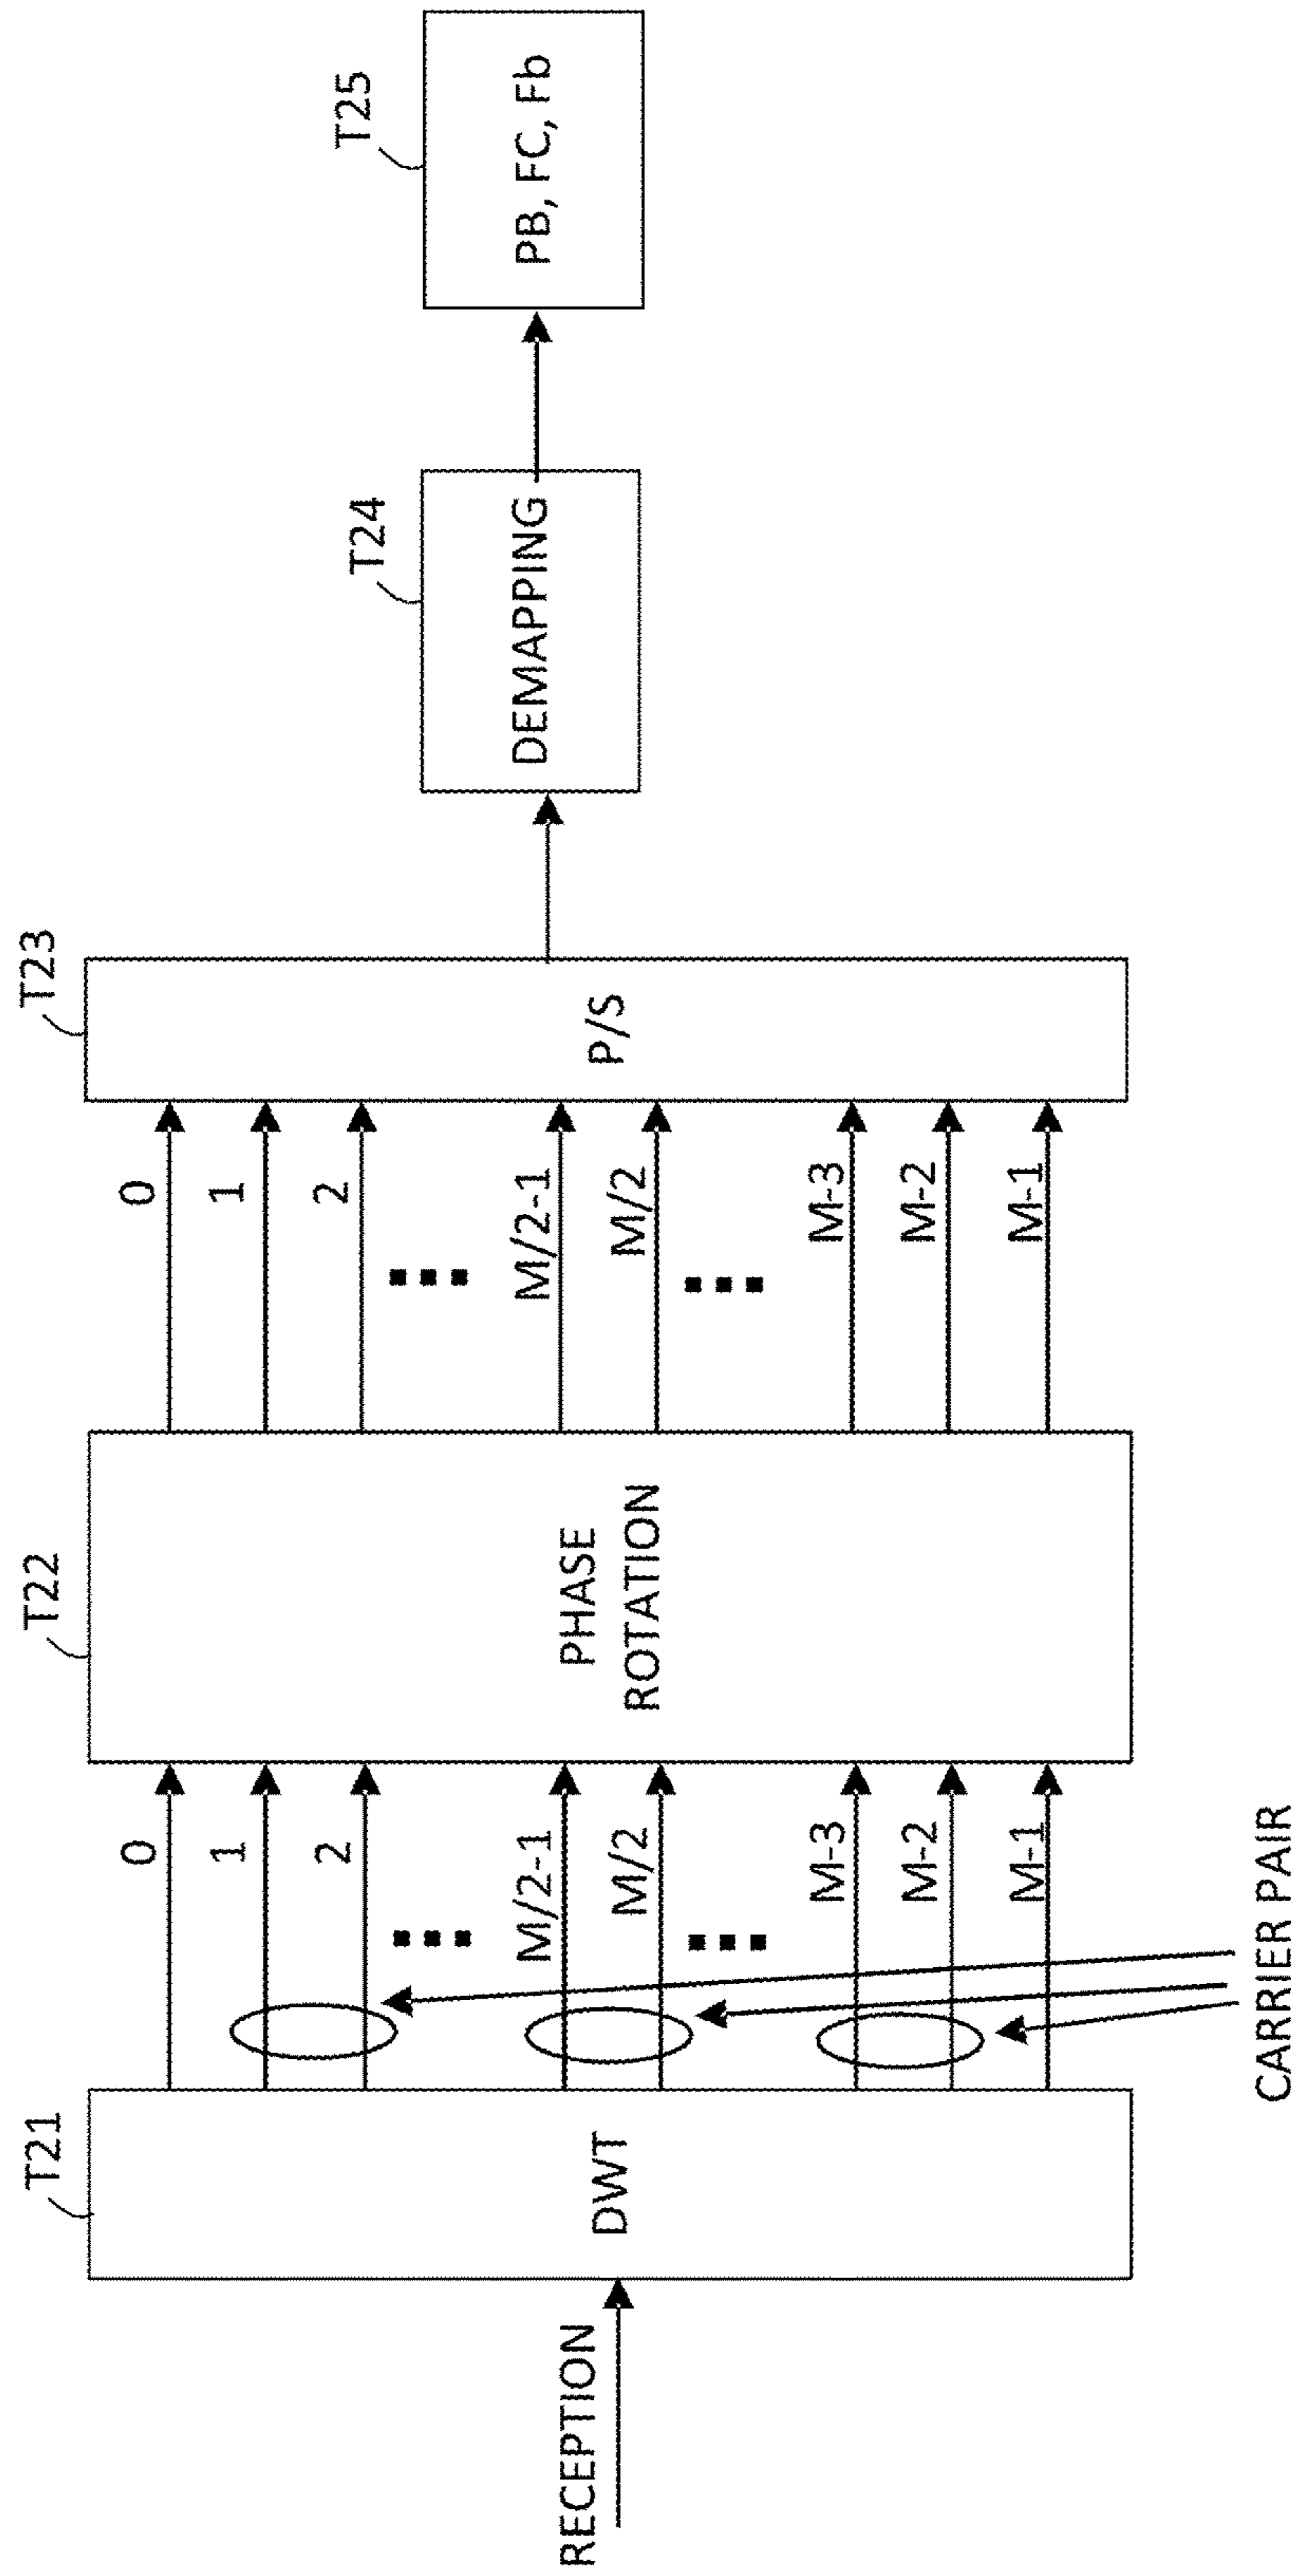 RECEPTION
T21
DWT
0
1
2
M/2-1
M/2
M-3
M-2
M-1
CARRIER PAIR
T22
PHASE
ROTATION
0
1
2
M/2-1
M/2
M-3
M-2
M-1
T23
P/S
T24
DEMAPPING
T25
PB, FC, Fb